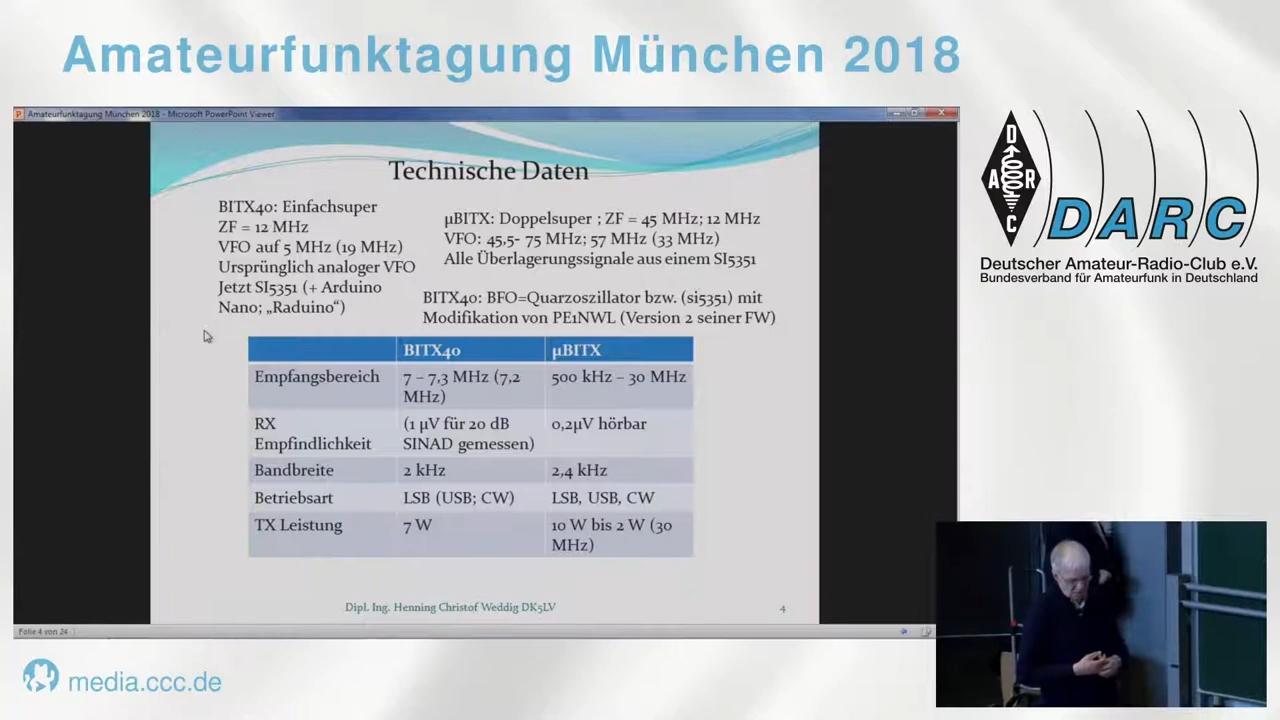 Amateurfunktagung München 2018
Amateurfunktagung München 2018 - Microsoft PowerPoint Viewer
Technische Daten
BITX40: Einfachsuper
ZF = 12 MHz
VFO auf 5 MHz (19 MHz)
Ursprünglich analoger VFO
Jetzt SI5351 (+ Arduino
Nano; „Raduino“)
µBITX: Doppelsuper ; ZF = 45 MHz; 12 MHz
VFO: 45,5- 75 MHz; 57 MHz (33 MHz)
Alle Überlagerungssignale aus einem SI5351
BITX40: BFO=Quarzoszillator bzw. (si5351) mit
Modifikation von PE1NWL (Version 2 seiner FW)
BITX40 µBITX
Empfangsbereich 7 – 7,3 MHz (7,2 500 kHz – 30 MHz
MHz)
RX (1 µV für 20 dB 0,2µV hörbar
Empfindlichkeit SINAD gemessen)
Bandbreite 2 kHz 2,4 kHz
Betriebsart LSB (USB; CW) LSB, USB, CW
TX Leistung 7 W 10 W bis 2 W (30
MHz)
Dipl. Ing. Henning Christof Weddig DK5LV 4
Folie 4 von 24
D
A R
C
DARC
Deutscher Amateur-Radio-Club e.V.
Bundesverband für Amateurfunk in Deutschland
media.ccc.de